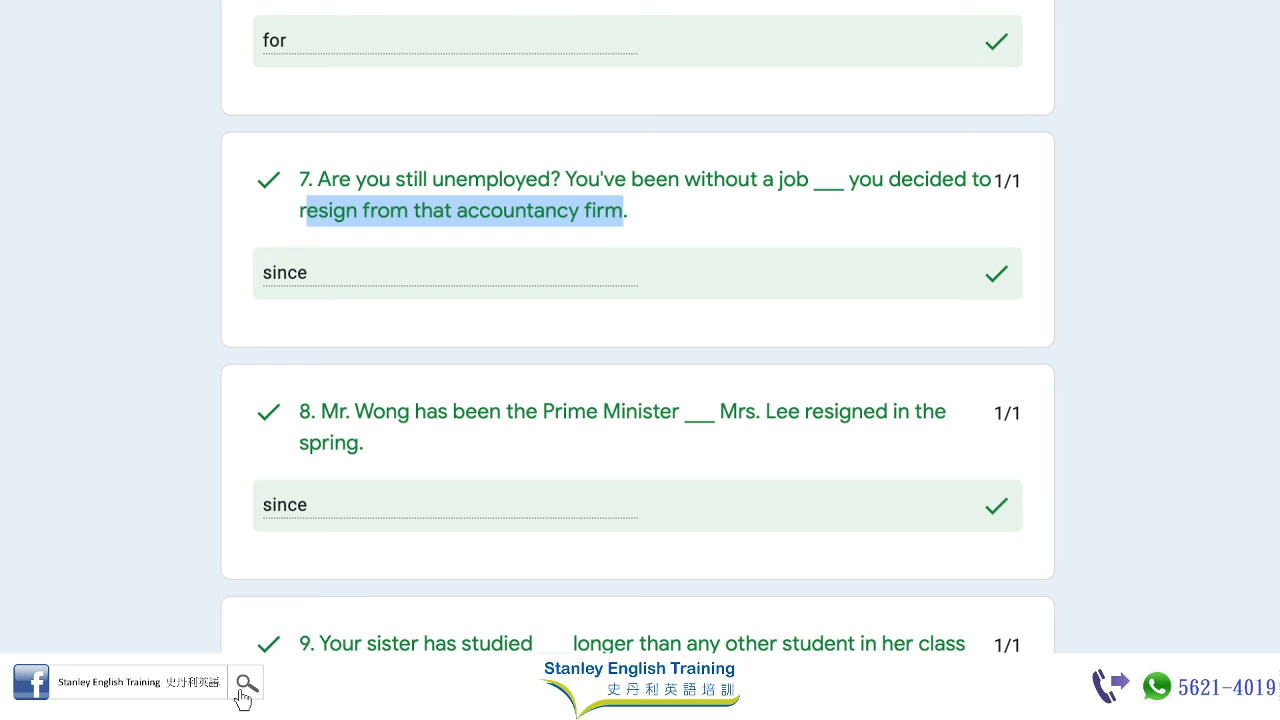 for
7. Are you still unemployed? You've been without a job ___ you decided to 1/1
resign from that accountancy firm.
since
8. Mr. Wong has been the Prime Minister ___ Mrs. Lee resigned in the 1/1
spring.
since
9. Your sister has studied ___ longer than any other student in her class 1/1
Stanley English Training 史丹利英語
Stanley English Training
史丹利英語培訓
5621-4019